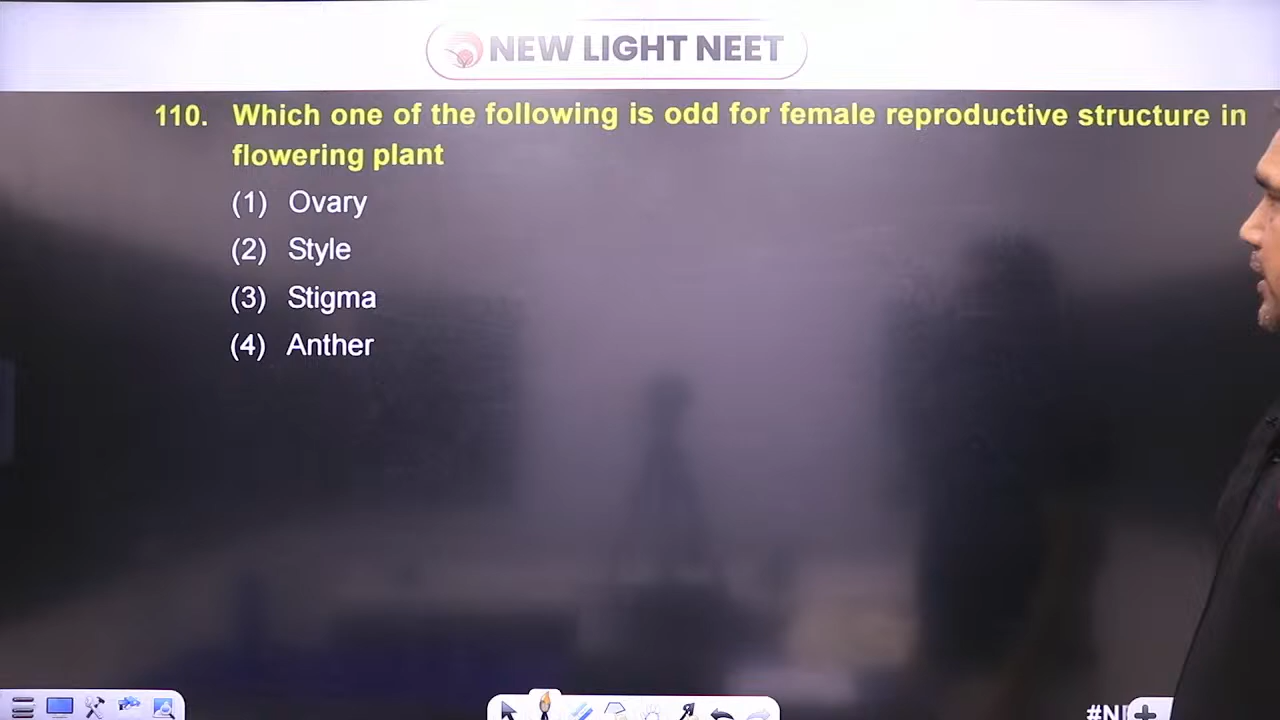 NEW LIGHT NEET
110. Which one of the following is odd for female reproductive structure in
flowering plant
(1) Ovary
(2) Style
(3) Stigma
(4) Anther